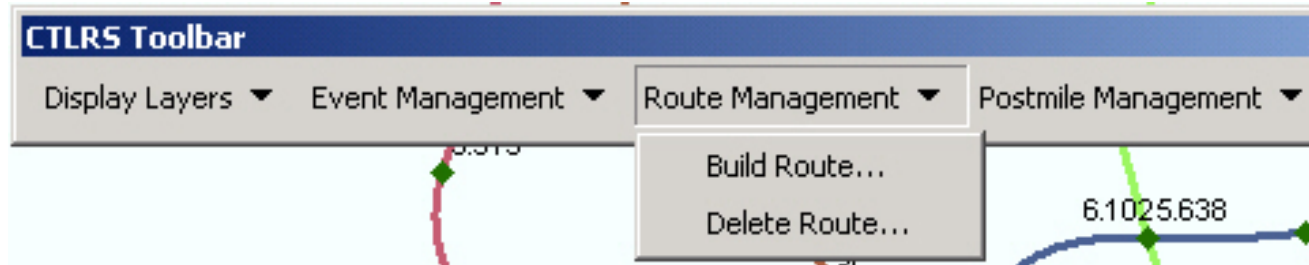 CTLRS Toolbar
Display Layers Event Management Route Management Postmile Management
Build Route...
Delete Route...
6.1025.638